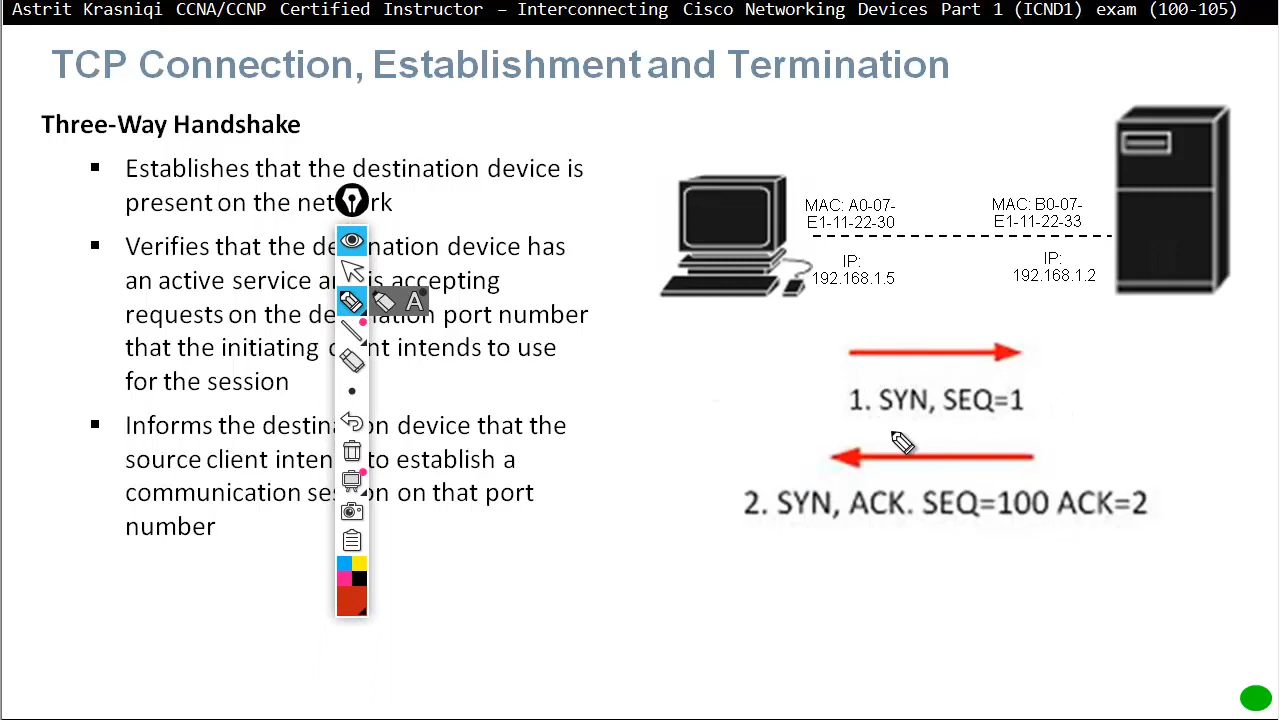 Astrit Krasniqi CCNA/CCNP Certified Instructor – Interconnecting Cisco Networking Devices Part 1 (ICND1) exam (100-105)
TCP Connection, Establishment and Termination
Three-Way Handshake
Establishes that the destination device is
present on the net rk
Verifies that the de ination device has
an active service an is accepting
requests on the de ination port number
that the initiating c ent intends to use
for the session
Informs the destina on device that the
source client inten to establish a
communication ses on on that port
number
MAC: A0-07-
E1-11-22-30
IP:
192.168.1.5
MAC: B0-07-
E1-11-22-33
IP:
192.168.1.2
1. SYN, SEQ=1
2. SYN, ACK. SEQ=100 ACK=2
A